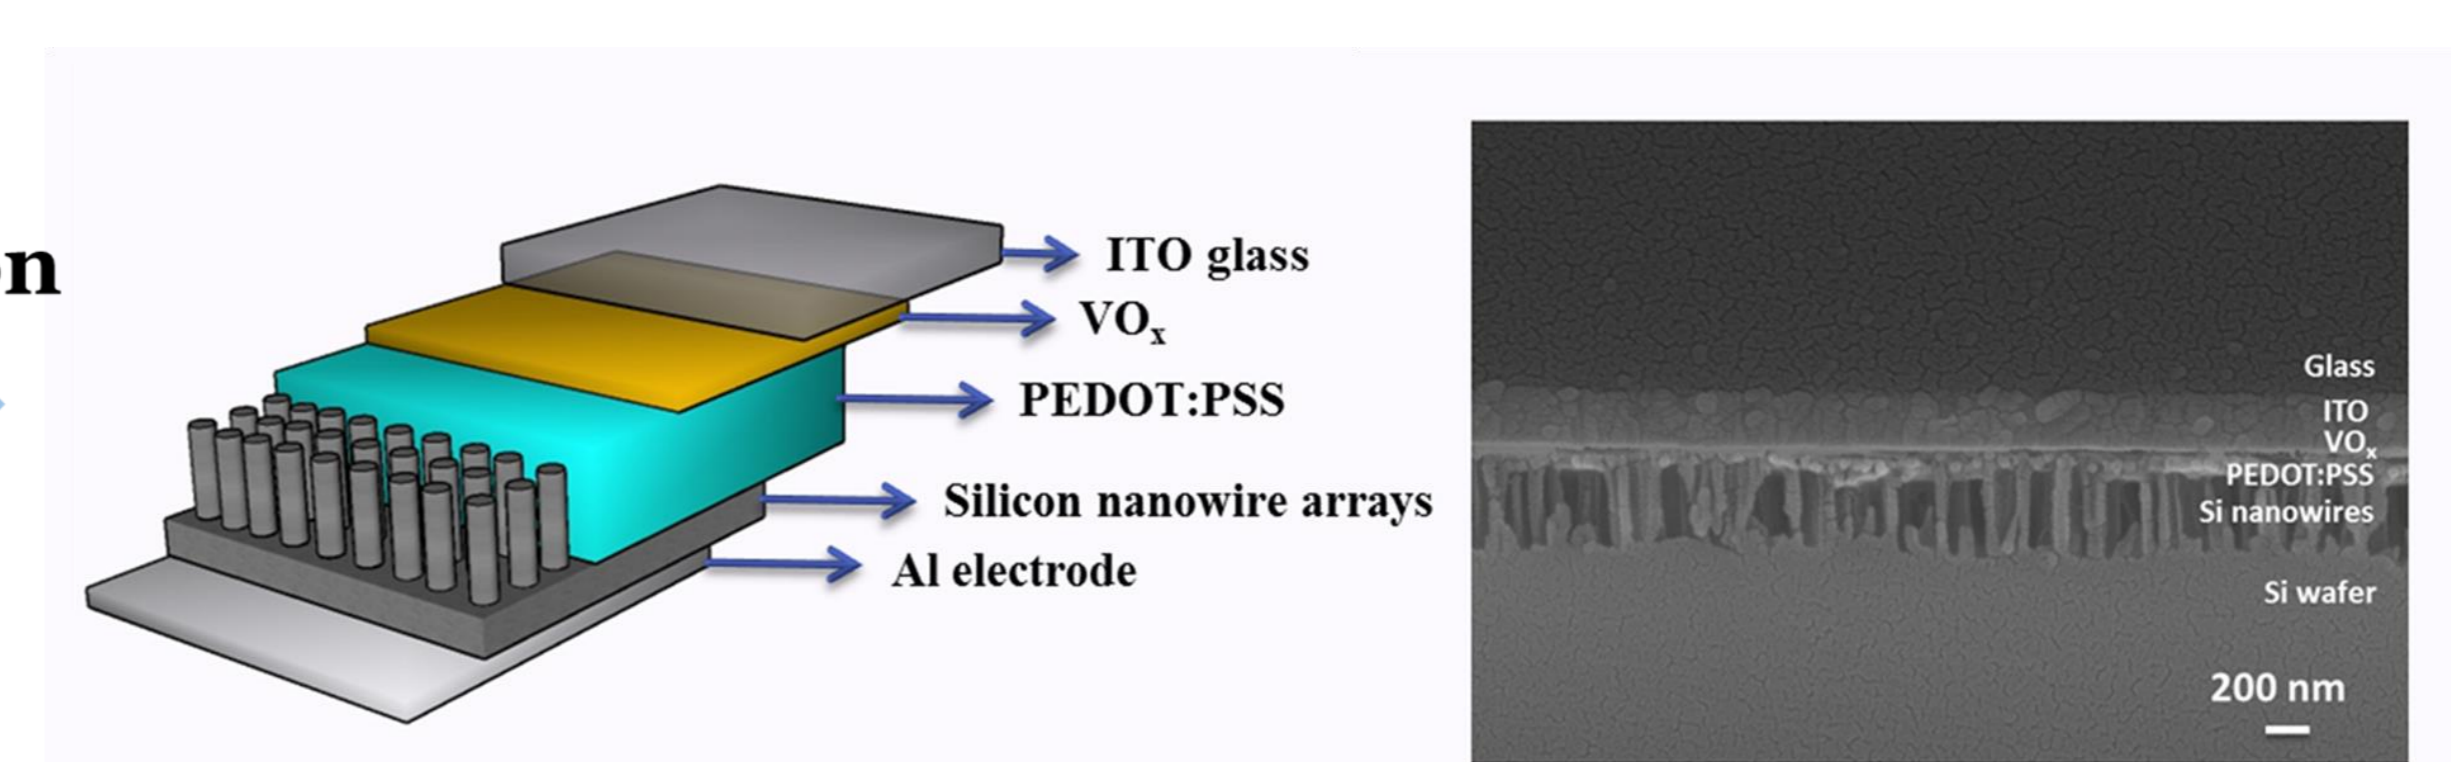 on
ITO glass
VOx
PEDOT:PSS
Silicon nanowire arrays
Al electrode
Glass
ITO
VOx
PEDOT:PSS
Si nanowires
Si wafer
200 nm